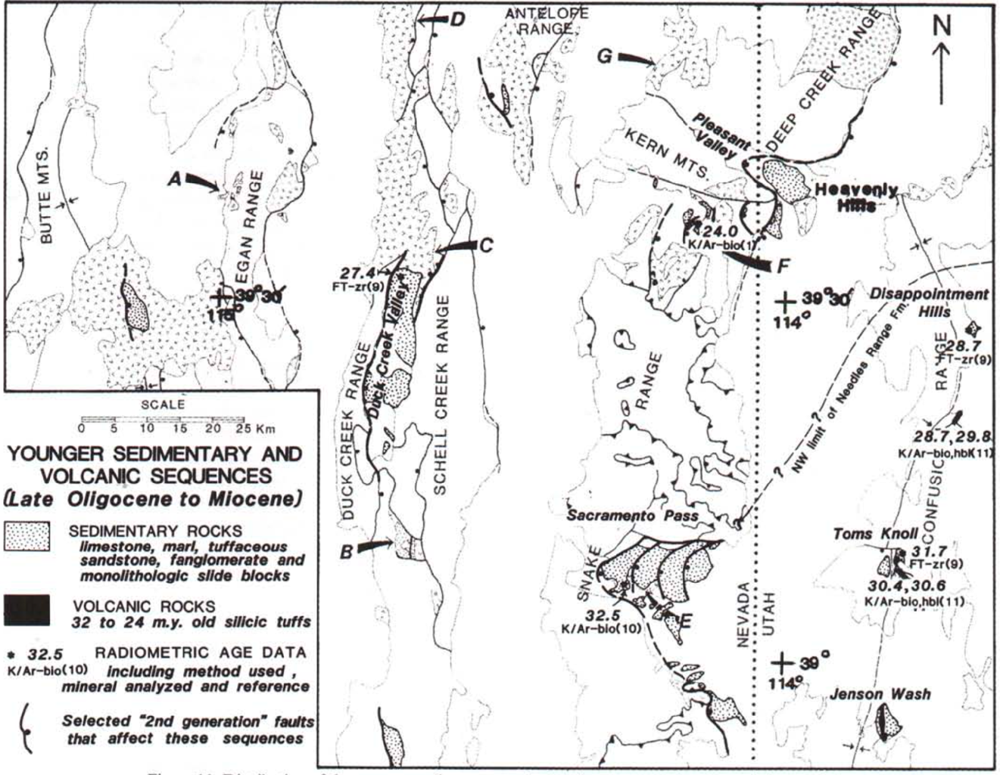 ANTELOPE
RANGE
D
G
N
DEEP CREEK RANGE
Pleasant
Valley
KERN MTS.
Heavenly
Hills
BUTTE MTS.
A
EGAN RANGE
C
24.0
K/Ar-bio(1)
F
27.4
FT-zr(9)
39°30'
39°30'
114°
Disappointment
Hills
28.7
FT-zr(9)
Duck Creek Valley
DUCK CREEK RANGE
SCHELL CREEK RANGE
RANGE
RANGE
? NW limit of Needles Range Fm. ?
28.7,29.8
K/Ar-bio,hbl(11)
CONFUSION
SCALE
0 5 10 15 20 25 Km
YOUNGER SEDIMENTARY AND
VOLCANIC SEQUENCES
(Late Oligocene to Miocene)
SEDIMENTARY ROCKS
limestone, marl, tuffaceous
sandstone, fanglomerate and
monolithologic slide blocks
VOLCANIC ROCKS
32 to 24 m.y. old silicic tuffs
* 32.5 RADIOMETRIC AGE DATA
K/Ar-bio(10) including method used ,
mineral analyzed and reference
Selected "2nd generation" faults
that affect these sequences
Sacramento Pass
B
SNAKE
Toms Knoll
31.7
FT-zr(9)
30.4,30.6
K/Ar-bio,hbl(11)
32.5
K/Ar-bio(10)
E
NEVADA
UTAH
39°
114°
Jenson Wash